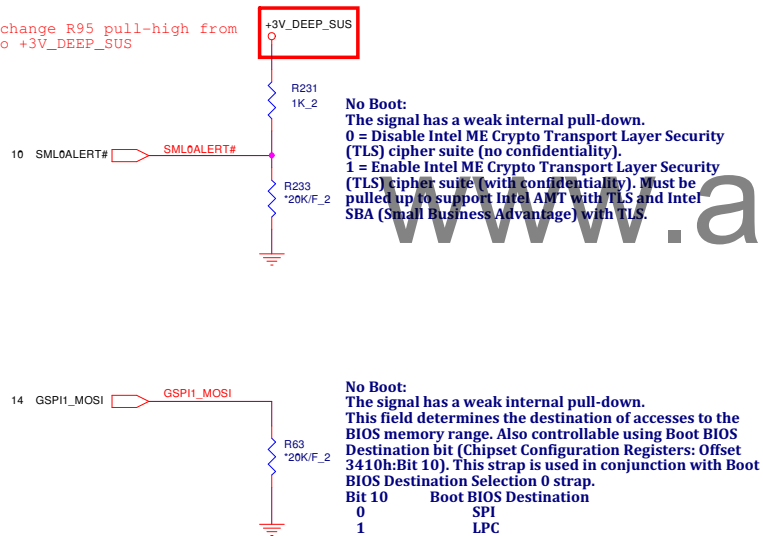 +3V_DEEP_SUS
change R95 pull-high from
o +3V_DEEP_SUS
R231
1K_2
No Boot:
The signal has a weak internal pull-down.
0 = Disable Intel ME Crypto Transport Layer Security
(TLS) cipher suite (no confidentiality).
1 = Enable Intel ME Crypto Transport Layer Security
(TLS) cipher suite (with confidentiality). Must be
pulled up to support Intel AMT with TLS and Intel
SBA (Small Business Advantage) with TLS.
10 SML0ALERT# SML0ALERT#
R233
*20K/F_2
www.a
No Boot:
The signal has a weak internal pull-down.
This field determines the destination of accesses to the
BIOS memory range. Also controllable using Boot BIOS
Destination bit (Chipset Configuration Registers: Offset
3410h:Bit 10). This strap is used in conjunction with Boot
BIOS Destination Selection 0 strap.
Bit 10 Boot BIOS Destination
0 SPI
1 LPC
14 GSPI1_MOSI GSPI1_MOSI
R63
*20K/F_2